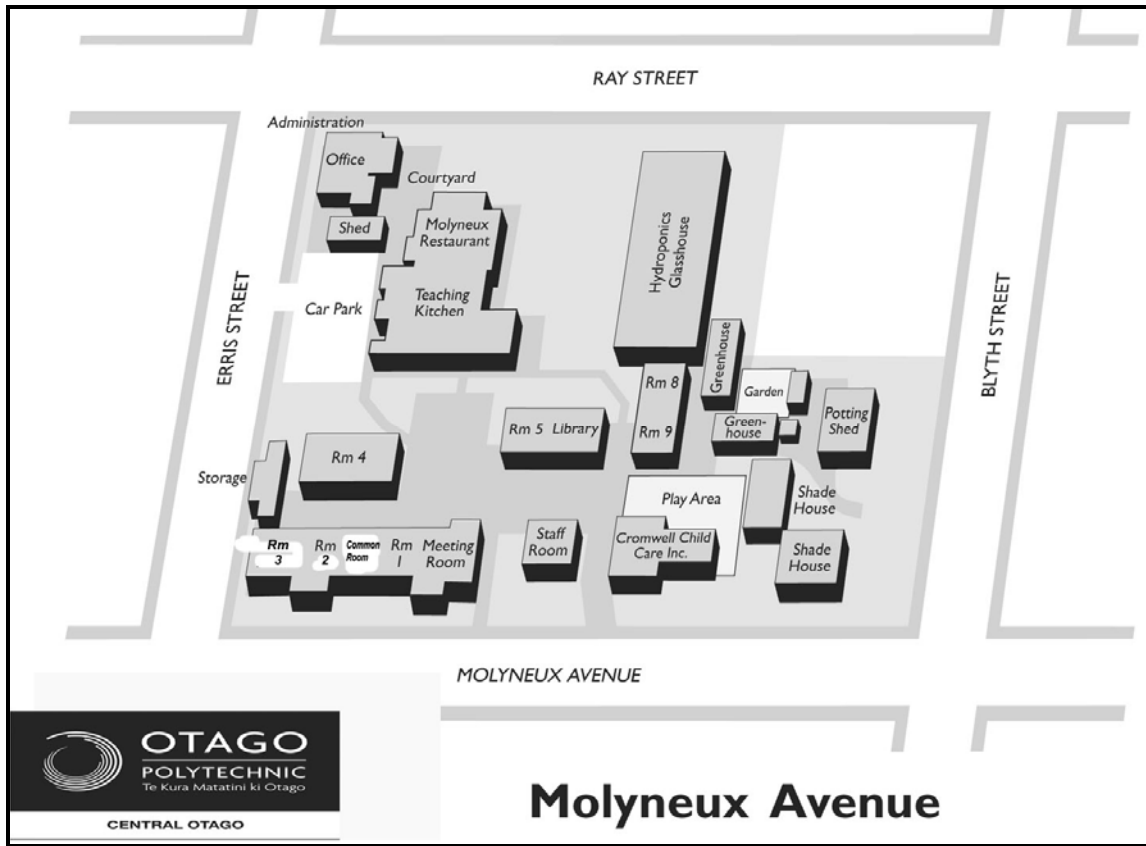 RAY STREET
Administration
Office
Courtyard
Shed
Molyneux
Restaurant
Hydroponics
Glasshouse
ERRIS STREET
Car Park
Teaching
Kitchen
BLYTH STREET
Greenhouse
Rm 8
Garden
Rm 9
Green-
house
Potting
Shed
Rm 5 Library
Rm 4
Storage
Play Area
Shade
House
Rm
3
Rm
2
Common
Room
Rm
1
Meeting
Room
Staff
Room
Cromwell Child
Care Inc.
Shade
House
MOLYNEUX AVENUE
OTAGO
POLYTECHNIC
Te Kura Matatini ki Otago
CENTRAL OTAGO
Molyneux Avenue